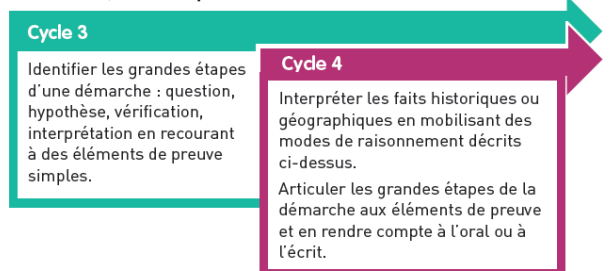 Cycle 3
Identifier les grandes étapes
d'une démarche : question,
hypothèse, vérification,
interprétation en recourant
à des éléments de preuve
simples.
Cycle 4
Interpréter les faits historiques ou
géographiques en mobilisant des
modes de raisonnement décrits
ci-dessus.
Articuler les grandes étapes de la
démarche aux éléments de preuve
et en rendre compte à l'oral ou à
l'écrit.